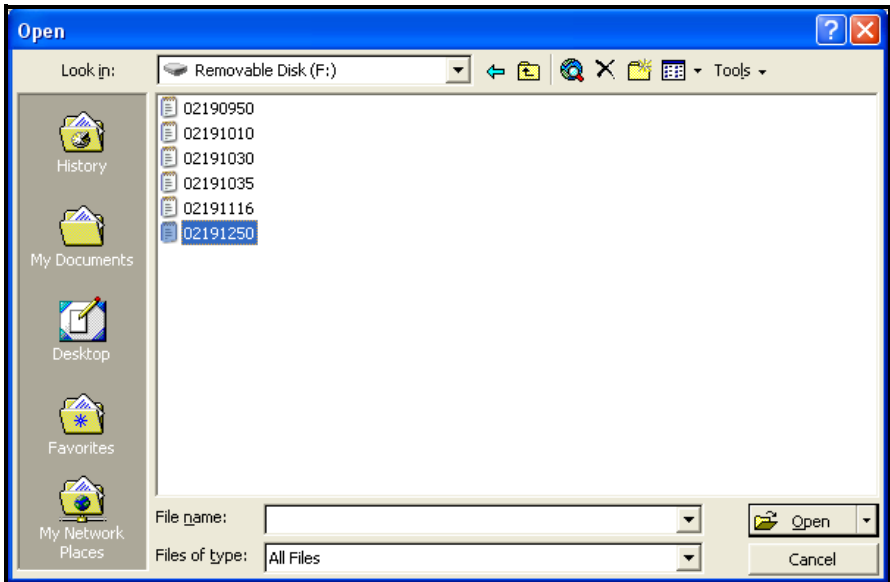 Open
Look in: Removable Disk (F:) Tools
History
My Documents
Desktop
Favorites
My Network
Places
02190950
02191010
02191030
02191035
02191116
02191250
File name: Open
Files of type: All Files Cancel